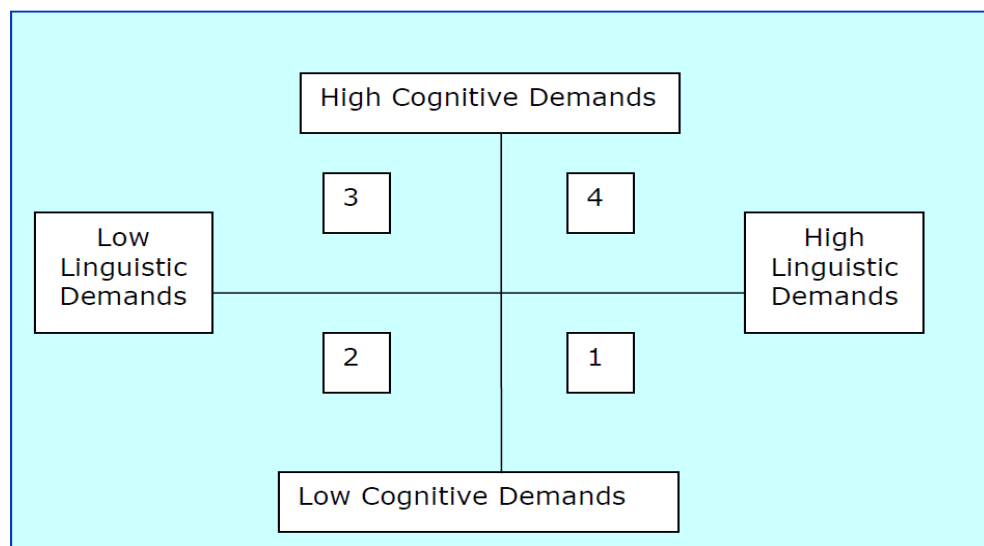 High Cognitive Demands
3
4
Low
Linguistic
Demands
High
Linguistic
Demands
2
1
Low Cognitive Demands